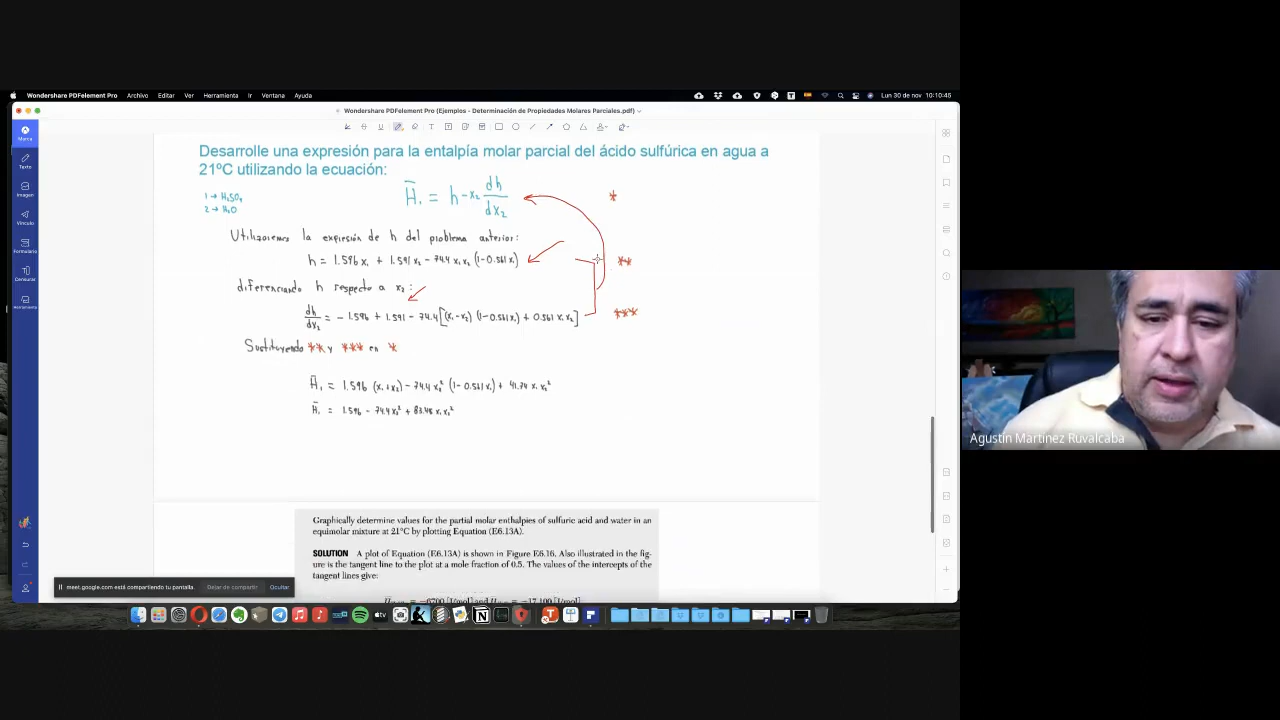 Wondershare PDFelement Pro Archivo Editar Ver Herramienta Ir Ventana Ayuda Lun 30 de nov 10:10:45
Wondershare PDFelement Pro (Ejemplos - Determinación de Propiedades Molares Parciales.pdf)
Marca
Texto
Imagen
Vínculo
Formulario
Censuras
Herramienta
Desarrolle una expresión para la entalpía molar parcial del ácido sulfúrica en agua a
21ºC utilizando la ecuación:
1 → H₂SO₄
2 → H₂O
H̄₁ = h - x₂ dh/dx₂ *
Utilizaremos la expresión de h del problema anterior:
h = 1.596 x₁ + 1.591 x₂ - 74.4 x₁ x₂ (1-0.561 x₁) **
diferenciando h respecto a x₂:
dh/dx₂ = - 1.596 + 1.591 - 74.4 [(x₁-x₂) (1-0.561 x₁) + 0.561 x₁ x₂] ***
Sustituyendo ** y *** en *
H̄₁ = 1.596 (x₁+x₂) - 74.4 x₂² (1-0.561 x₁) + 41.74 x₁ x₂²
H̄₁ = 1.596 - 74.4 x₂² + 83.48 x₁ x₂²
Graphically determine values for the partial molar enthalpies of sulfuric acid and water in an
equimolar mixture at 21°C by plotting Equation (E6.13A).
SOLUTION A plot of Equation (E6.13A) is shown in Figure E6.16. Also illustrated in the fig-
ure is the tangent line to the plot at a mole fraction of 0.5. The values of the intercepts of the
tangent lines give:
meet.google.com está compartiendo tu pantalla. Dejar de compartir Ocultar
Agustin Martinez Ruvalcaba